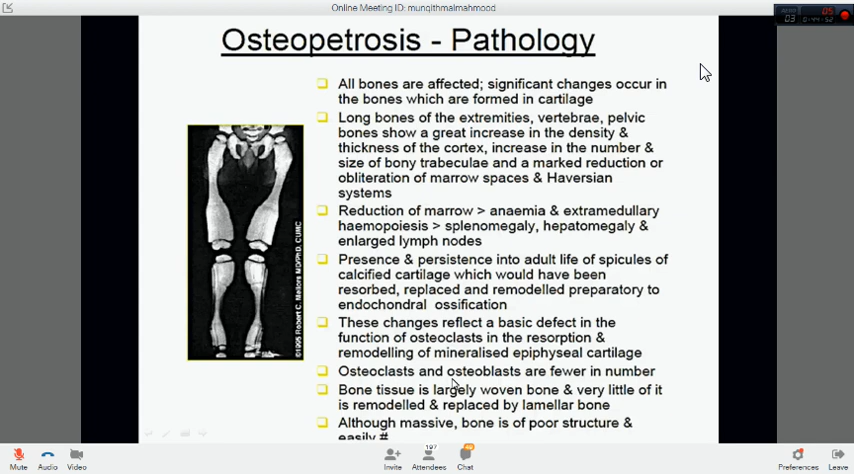 Online Meeting ID: munqithmalmahmood
05
03 :44:52
Osteopetrosis - Pathology
All bones are affected; significant changes occur in
the bones which are formed in cartilage
Long bones of the extremities, vertebrae, pelvic
bones show a great increase in the density &
thickness of the cortex, increase in the number &
size of bony trabeculae and a marked reduction or
obliteration of marrow spaces & Haversian
systems
Reduction of marrow > anaemia & extramedullary
haemopoiesis > splenomegaly, hepatomegaly &
enlarged lymph nodes
Presence & persistence into adult life of spicules of
calcified cartilage which would have been
resorbed, replaced and remodelled preparatory to
endochondral ossification
These changes reflect a basic defect in the
function of osteoclasts in the resorption &
remodelling of mineralised epiphyseal cartilage
Osteoclasts and osteoblasts are fewer in number
Bone tissue is largely woven bone & very little of it
is remodelled & replaced by lamellar bone
Although massive, bone is of poor structure &
easily #
©1995 Robert C. Mellors MD/PhD. CUMC
197
Mute
Audio
Video
Invite
Attendees
Chat
Preferences
Leave